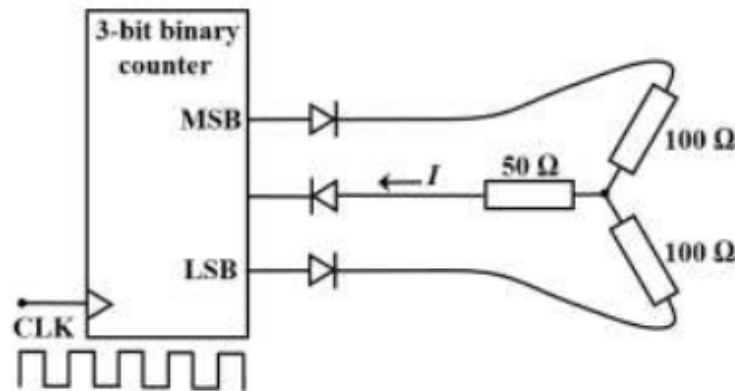 3-bit binary
counter
MSB
100 Ω
50 Ω
I
LSB
100 Ω
CLK